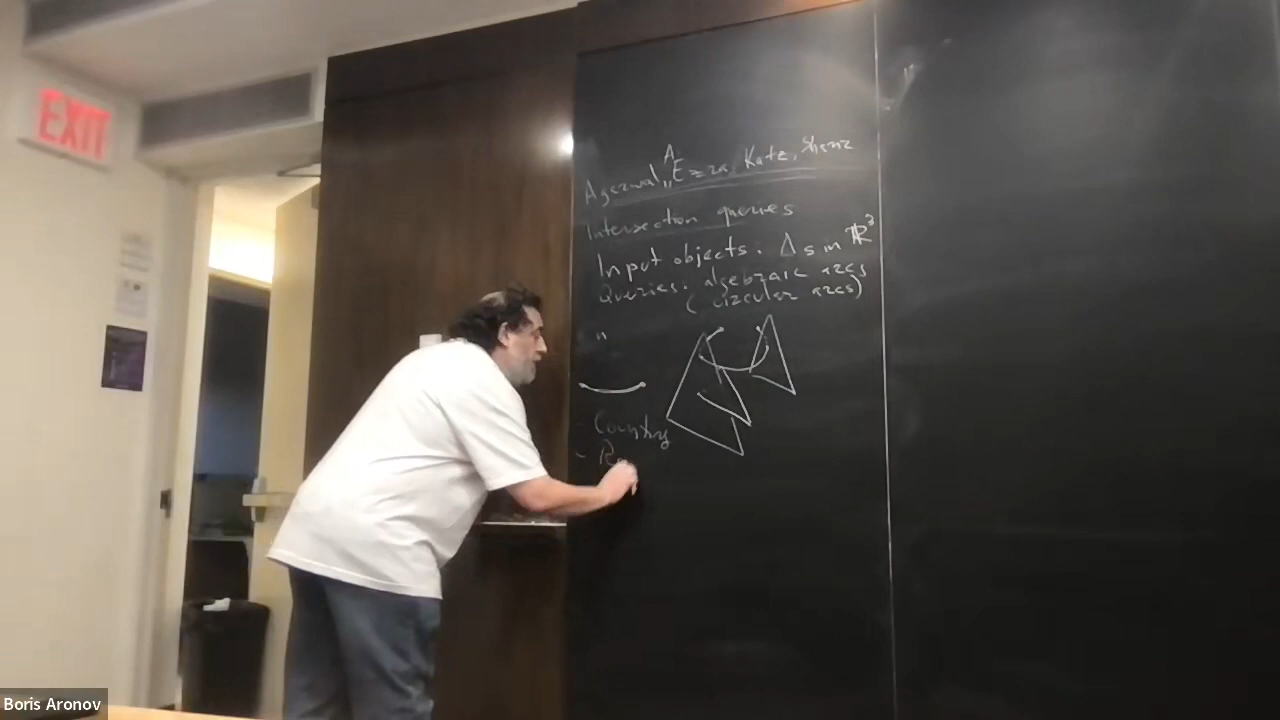 EXIT
A
Agarwal, Ezra, Katz, Sharir
Intersection queries
Input objects: Δs in ℝ³
Queries: algebraic arcs
(circular arcs)
n
- Counting
- Re
Boris Aronov